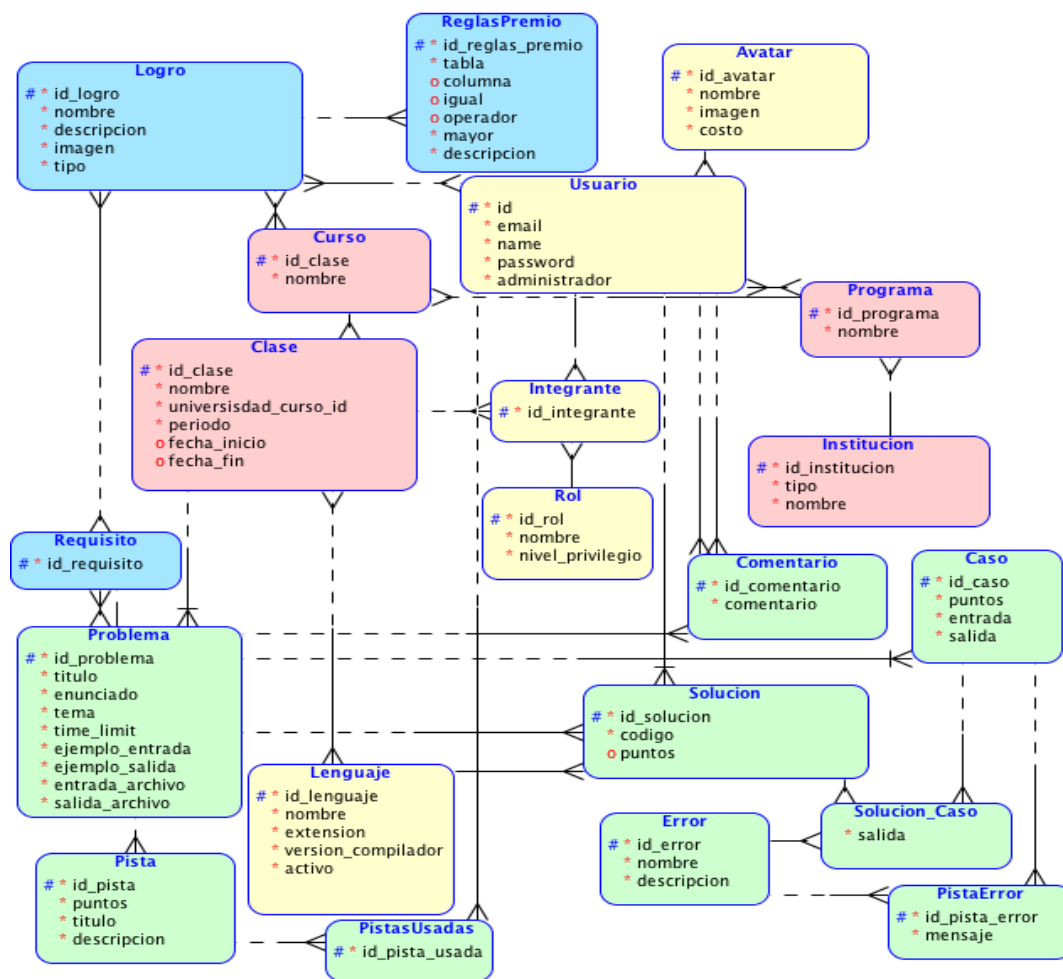 ReglasPremio
# * id_reglas_premio
* tabla
o columna
o igual
o operador
* mayor
* descripcion
Avatar
# * id_avatar
* nombre
* imagen
* costo
Logro
# * id_logro
* nombre
* descripcion
* imagen
* tipo
Usuario
# * id
* email
* name
* password
* administrador
Curso
# * id_clase
* nombre
Programa
# * id_programa
* nombre
Clase
# * id_clase
* nombre
* universisdad_curso_id
* periodo
o fecha_inicio
o fecha_fin
Integrante
# * id_integrante
Institucion
# * id_institucion
* tipo
* nombre
Rol
# * id_rol
* nombre
* nivel_privilegio
Requisito
# * id_requisito
Comentario
# * id_comentario
* comentario
Caso
# * id_caso
* puntos
* entrada
* salida
Problema
# * id_problema
* titulo
* enunciado
* tema
* time_limit
* ejemplo_entrada
* ejemplo_salida
* entrada_archivo
* salida_archivo
Solucion
# * id_solucion
* codigo
o puntos
Lenguaje
# * id_lenguaje
* nombre
* extension
* version_compilador
* activo
Solucion_Caso
* salida
Error
# * id_error
* nombre
* descripcion
Pista
# * id_pista
* puntos
* titulo
* descripcion
PistaError
# * id_pista_error
* mensaje
PistasUsadas
# * id_pista_usada